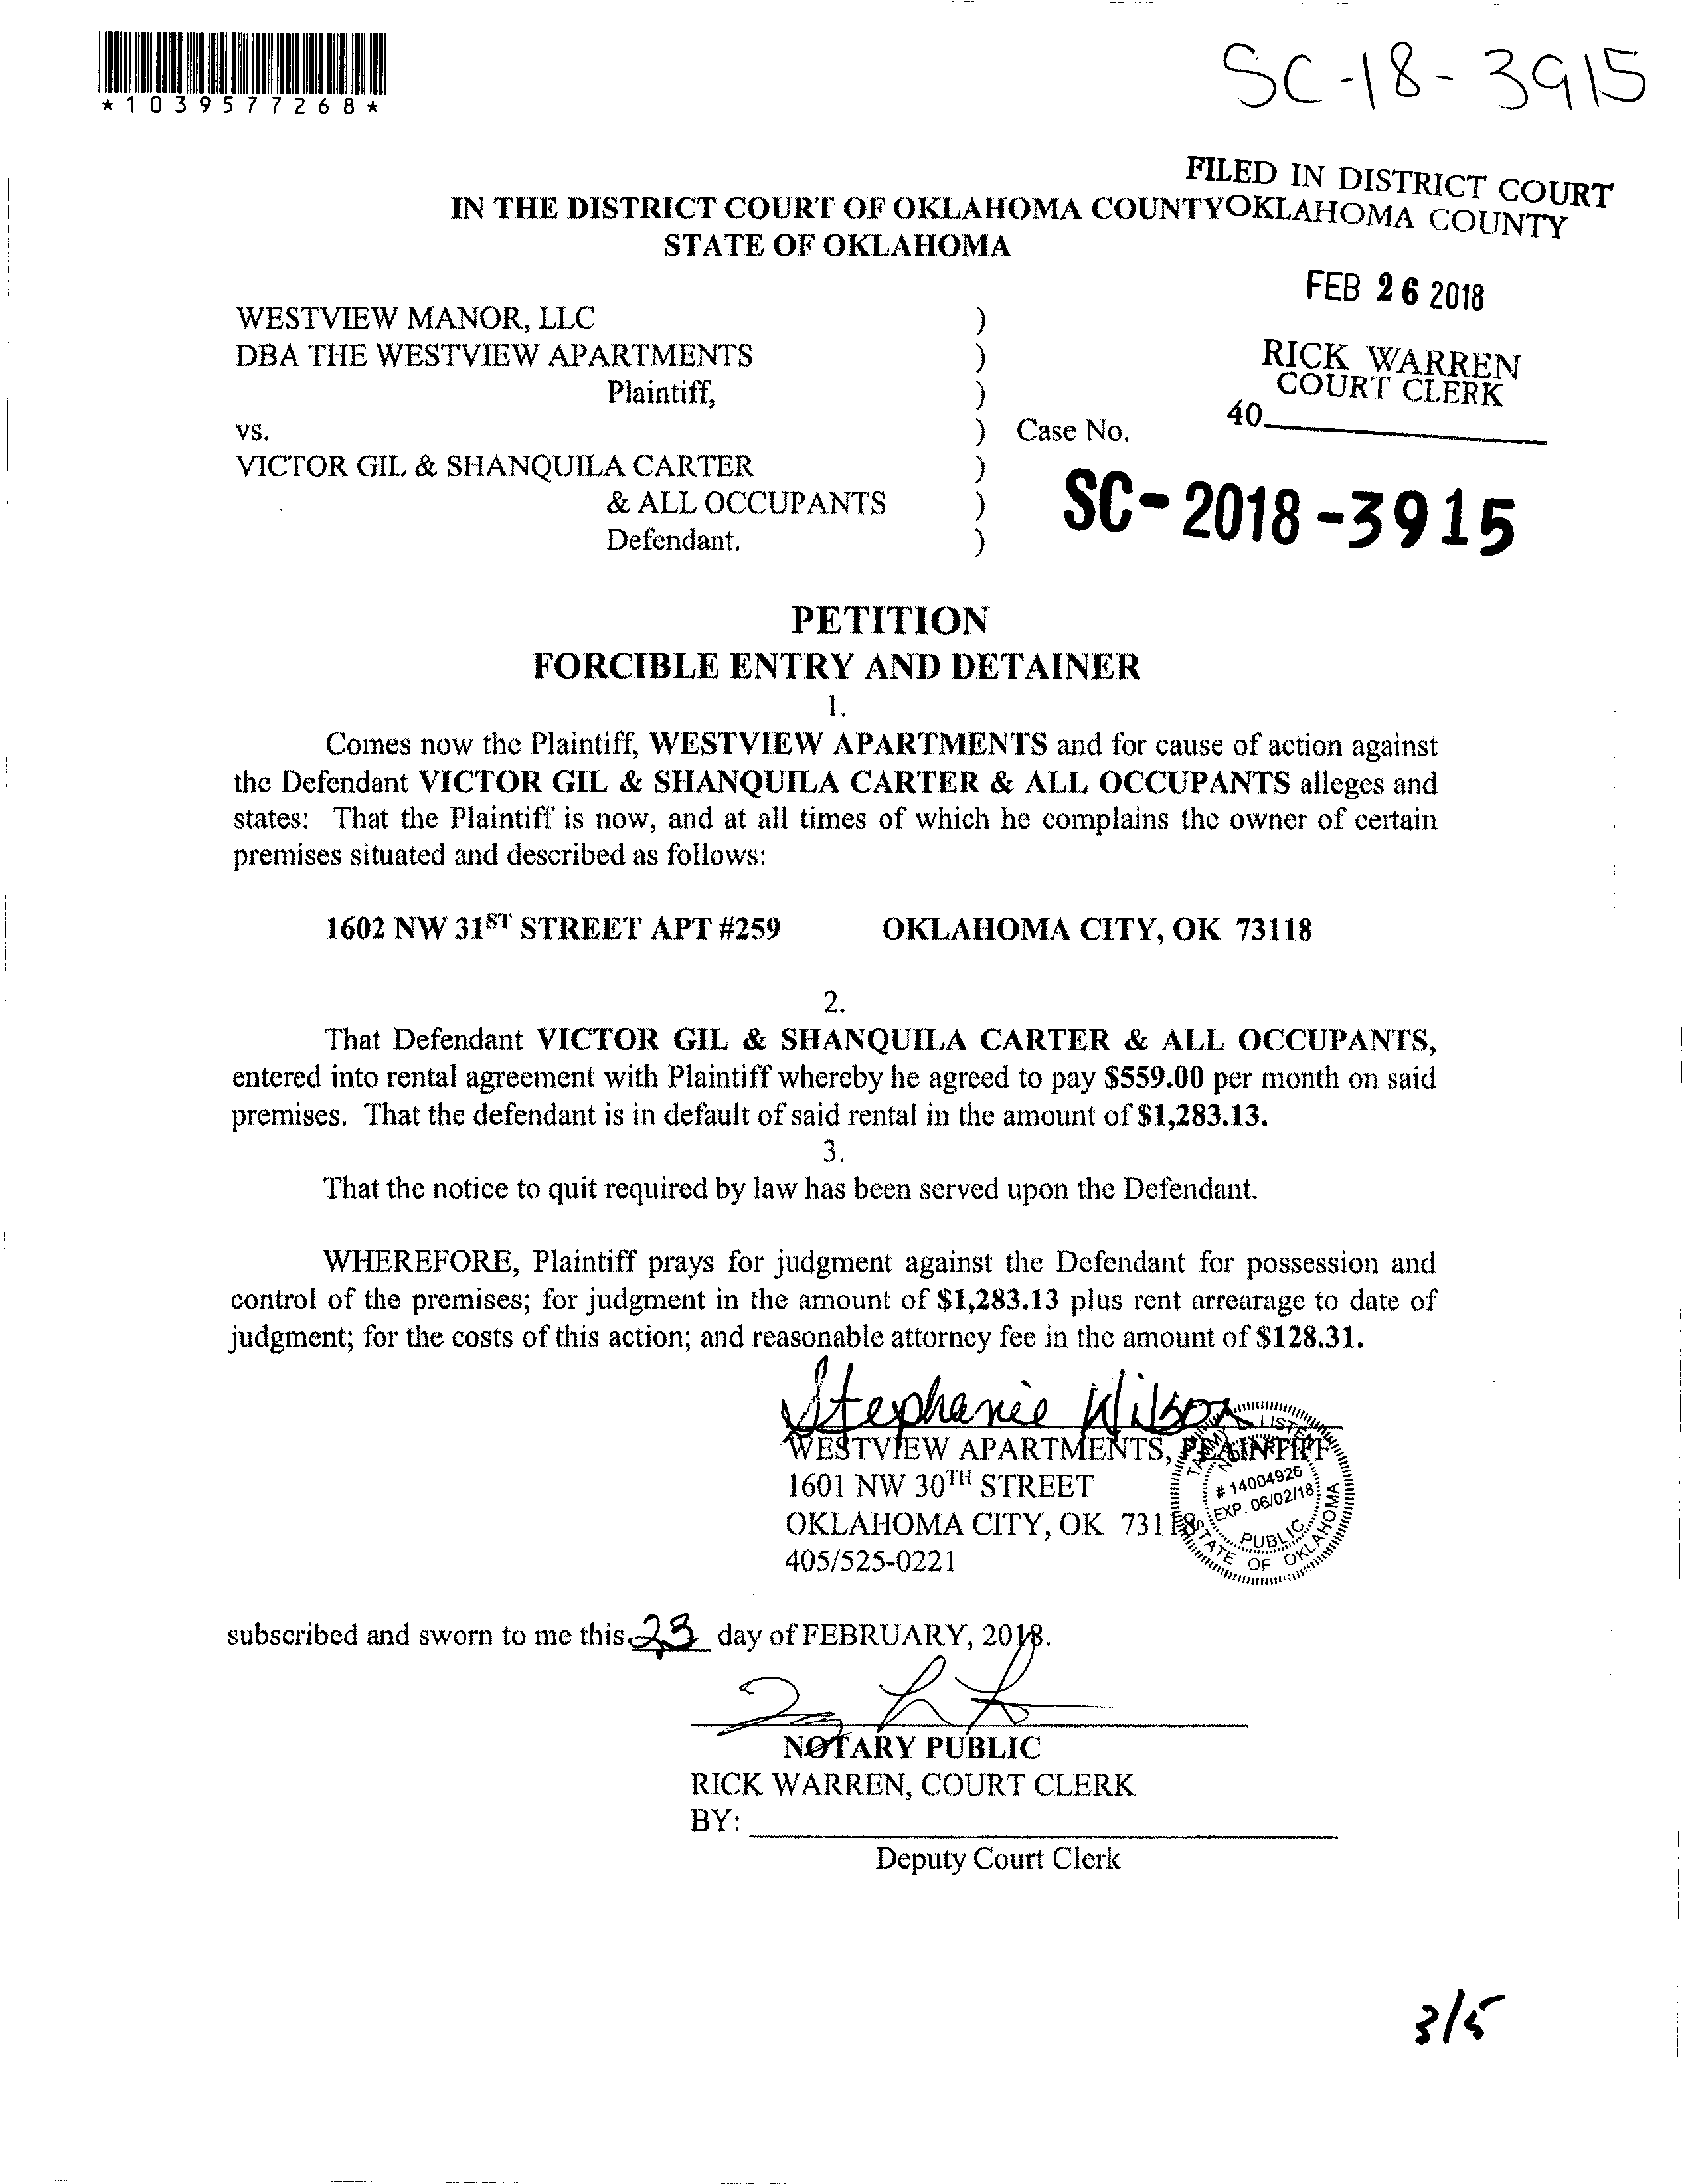 *1039577268*
SC-18-3915
FILED IN DISTRICT COURT
OKLAHOMA COUNTY
IN THE DISTRICT COURT OF OKLAHOMA COUNTY
STATE OF OKLAHOMA
FEB 26 2018
RICK WARREN
COURT CLERK
40
WESTVIEW MANOR, LLC )
DBA THE WESTVIEW APARTMENTS )
Plaintiff, )
vs. ) Case No.
VICTOR GIL & SHANQUILA CARTER )
& ALL OCCUPANTS )
Defendant. )
SC-2018-3915
PETITION
FORCIBLE ENTRY AND DETAINER
1.
Comes now the Plaintiff, WESTVIEW APARTMENTS and for cause of action against
the Defendant VICTOR GIL & SHANQUILA CARTER & ALL OCCUPANTS alleges and
states: That the Plaintiff is now, and at all times of which he complains the owner of certain
premises situated and described as follows:
1602 NW 31ST STREET APT #259 OKLAHOMA CITY, OK 73118
2.
That Defendant VICTOR GIL & SHANQUILA CARTER & ALL OCCUPANTS,
entered into rental agreement with Plaintiff whereby he agreed to pay $559.00 per month on said
premises. That the defendant is in default of said rental in the amount of $1,283.13.
3.
That the notice to quit required by law has been served upon the Defendant.
WHEREFORE, Plaintiff prays for judgment against the Defendant for possession and
control of the premises; for judgment in the amount of $1,283.13 plus rent arrearage to date of
judgment; for the costs of this action; and reasonable attorney fee in the amount of $128.31.
Stephanie Wilson
WESTVIEW APARTMENTS, PLAINTIFF
1601 NW 30TH STREET
OKLAHOMA CITY, OK 73118
405/525-0221
# 14004926
EXP. 06/02/18
PUBLIC
STATE OF OKLAHOMA
subscribed and sworn to me this 23 day of FEBRUARY, 2018.
NOTARY PUBLIC
RICK WARREN, COURT CLERK
BY:
Deputy Court Clerk
3/5